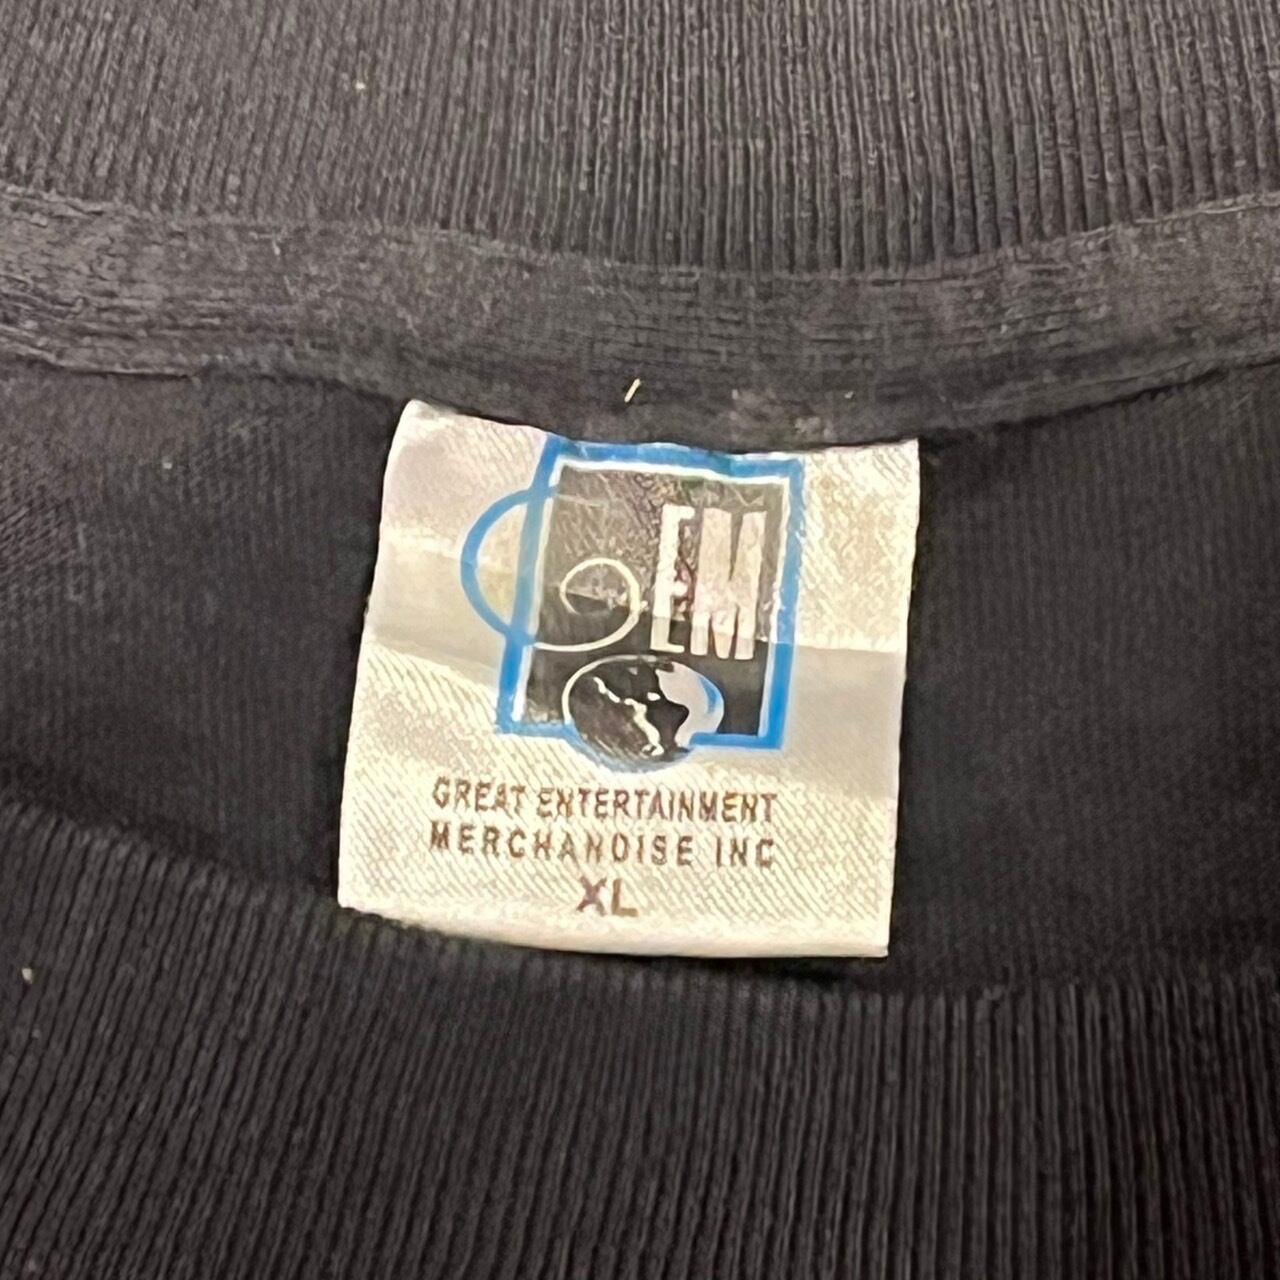 GEM
GREAT ENTERTAINMENT
MERCHANDISE INC
XL